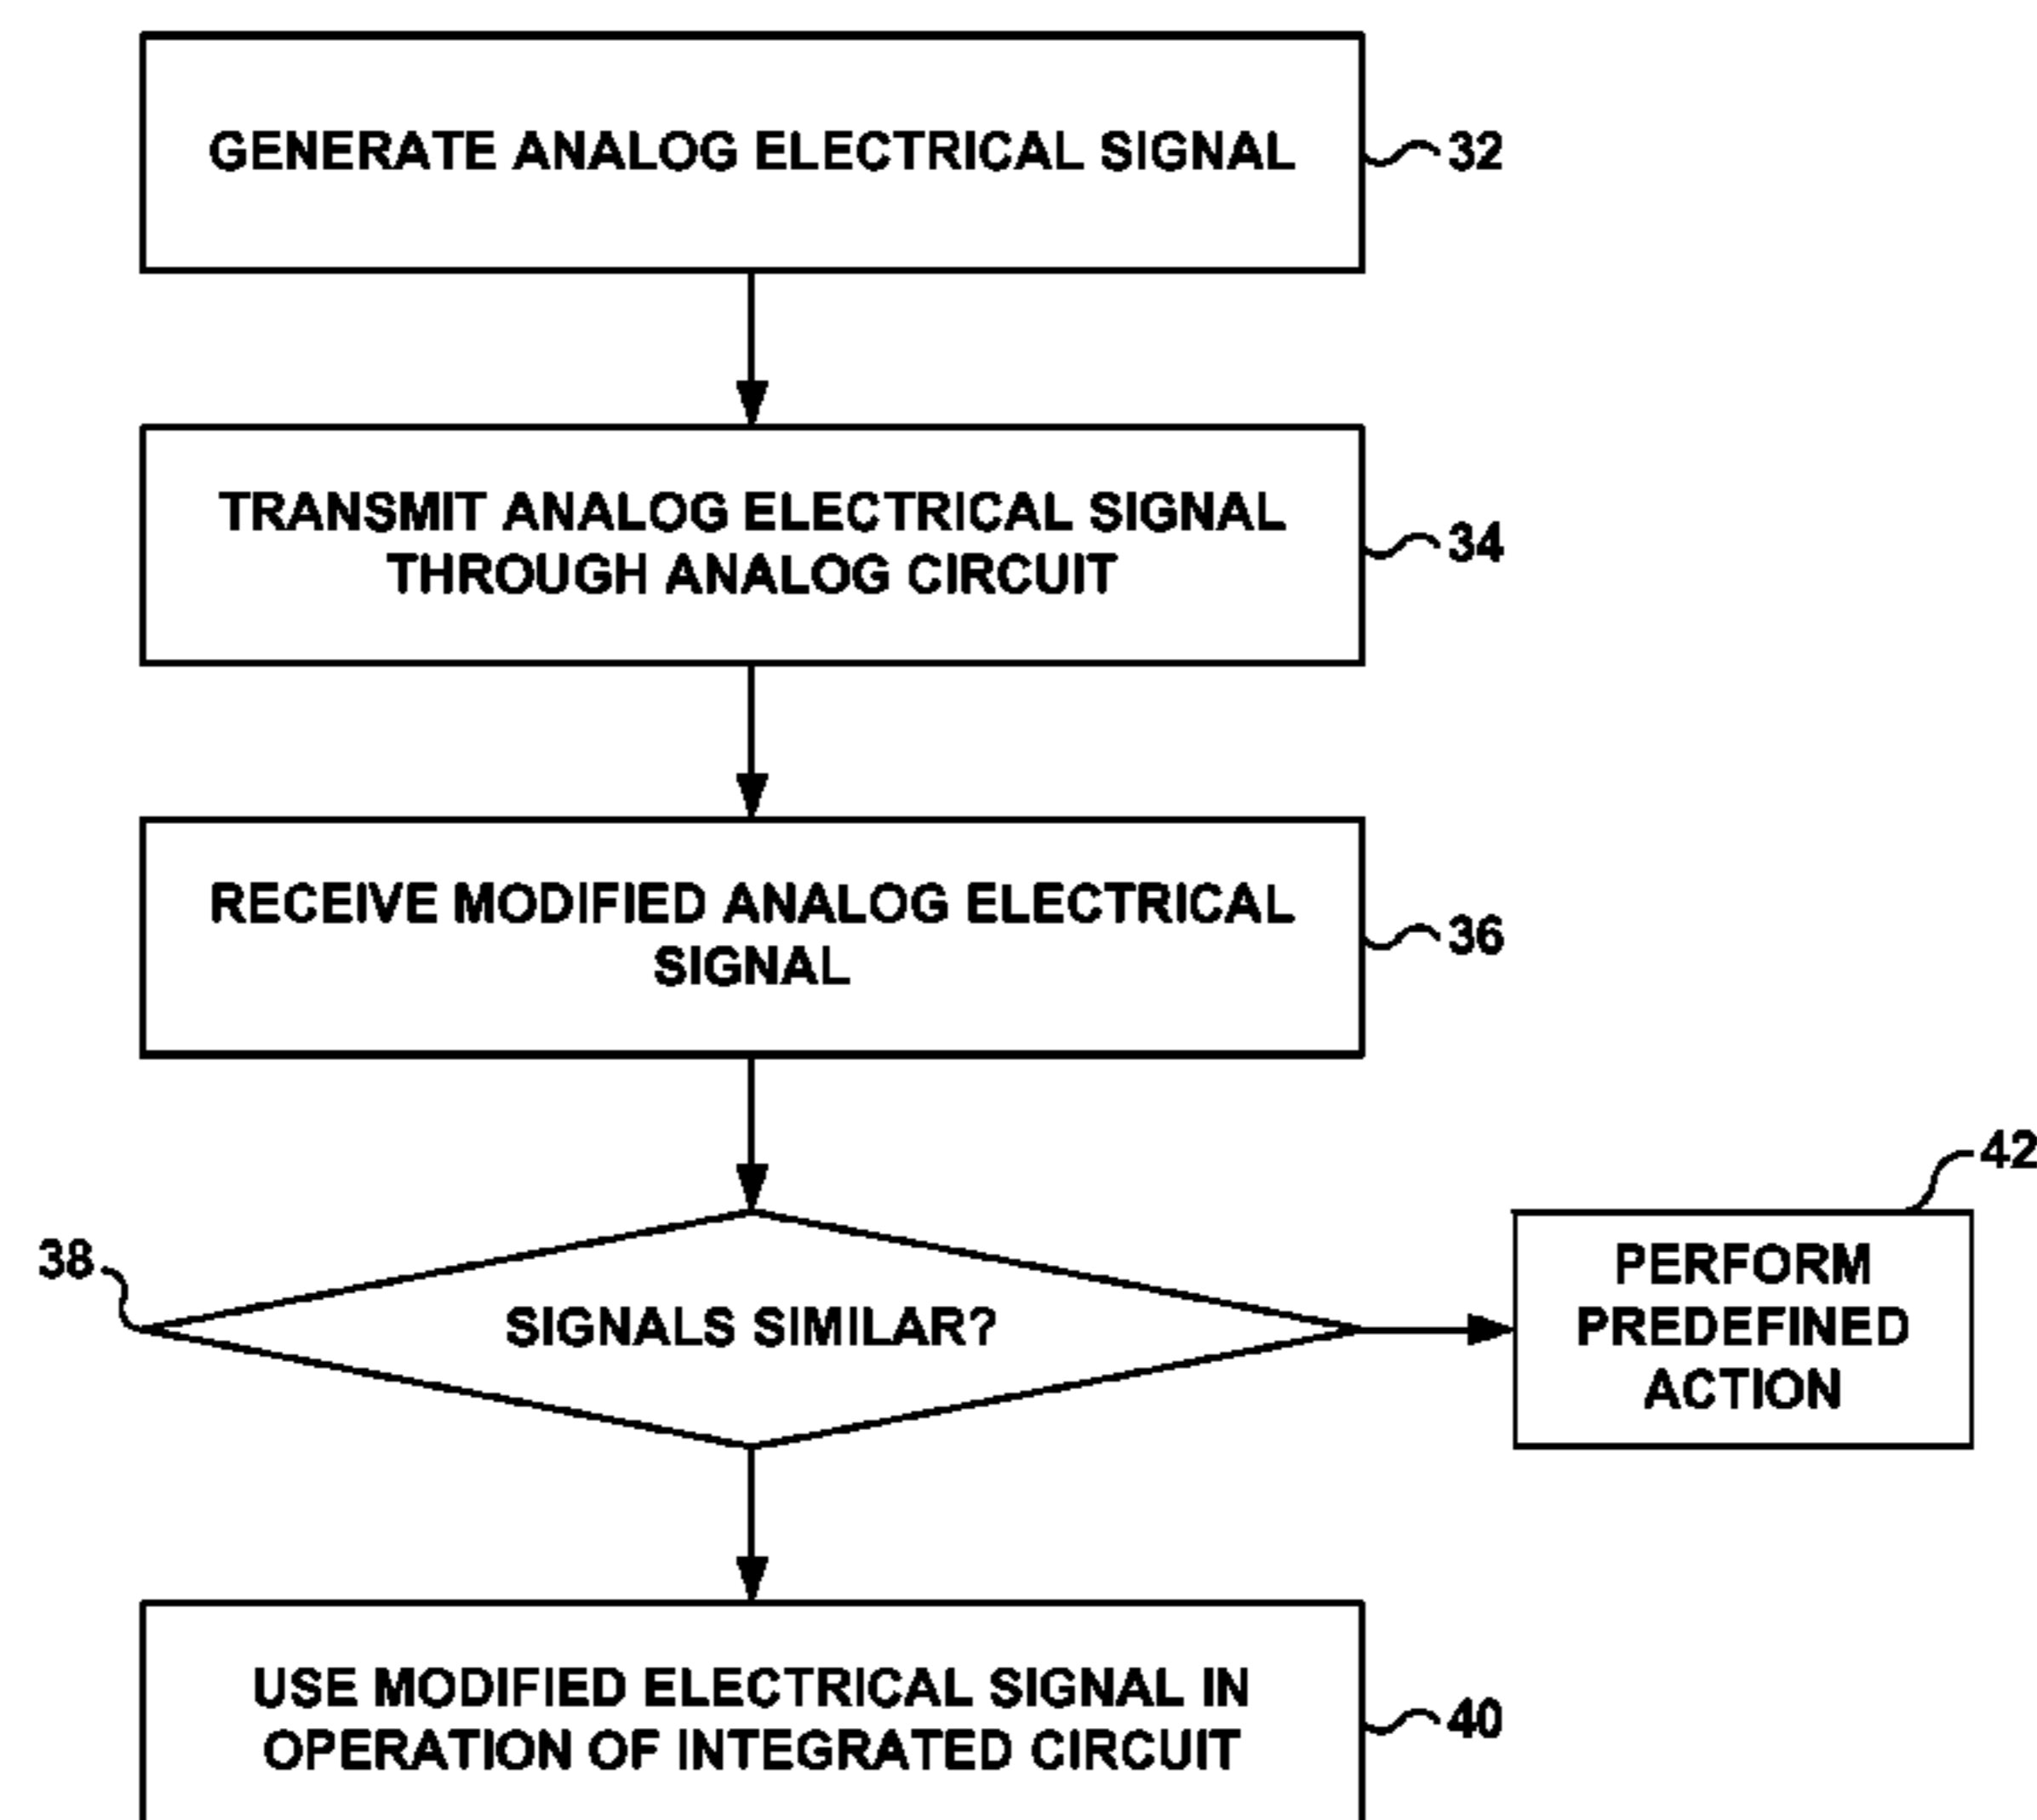 GENERATE ANALOG ELECTRICAL SIGNAL
32
TRANSMIT ANALOG ELECTRICAL SIGNAL
THROUGH ANALOG CIRCUIT
34
RECEIVE MODIFIED ANALOG ELECTRICAL
SIGNAL
36
38
SIGNALS SIMILAR?
42
PERFORM
PREDEFINED
ACTION
USE MODIFIED ELECTRICAL SIGNAL IN
OPERATION OF INTEGRATED CIRCUIT
40